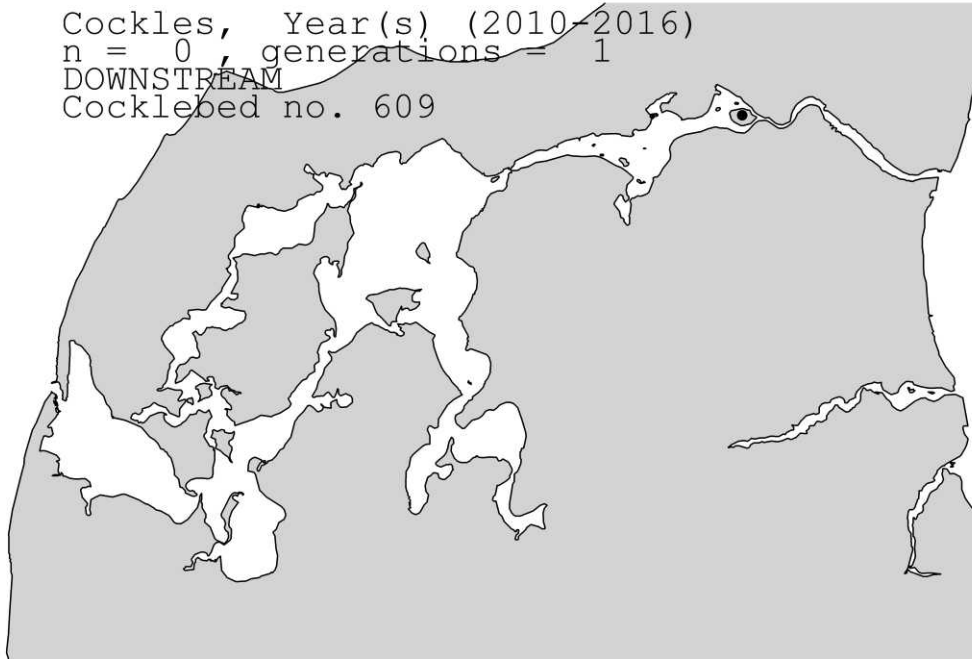 Cockles, Year(s) (2010-2016)
n = 0 , generations = 1
DOWNSTREAM
Cocklebed no. 609